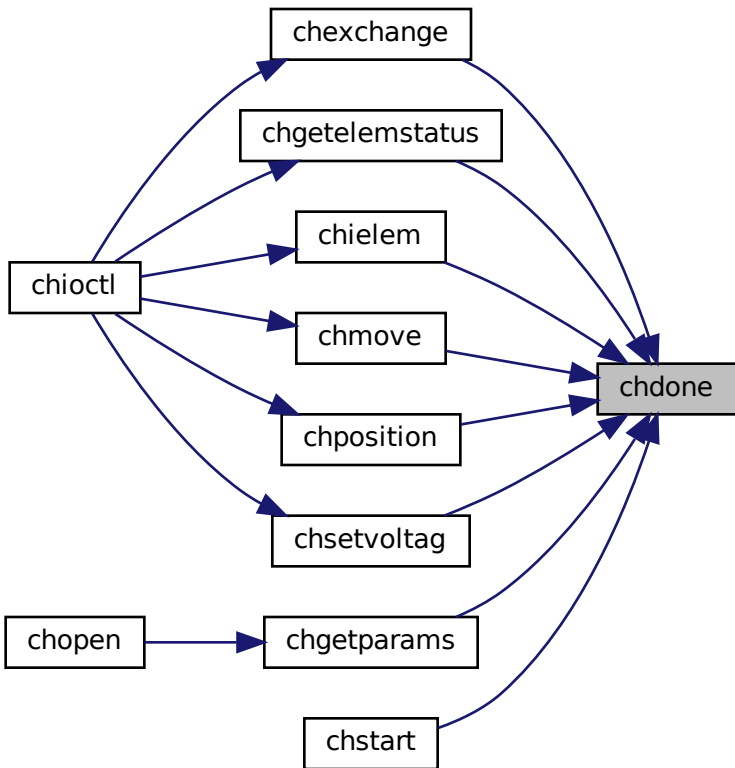 chexchange
chgetelemstatus
chielem
chioctl
chmove
chdone
chposition
chsetvoltag
chopen
chgetparams
chstart